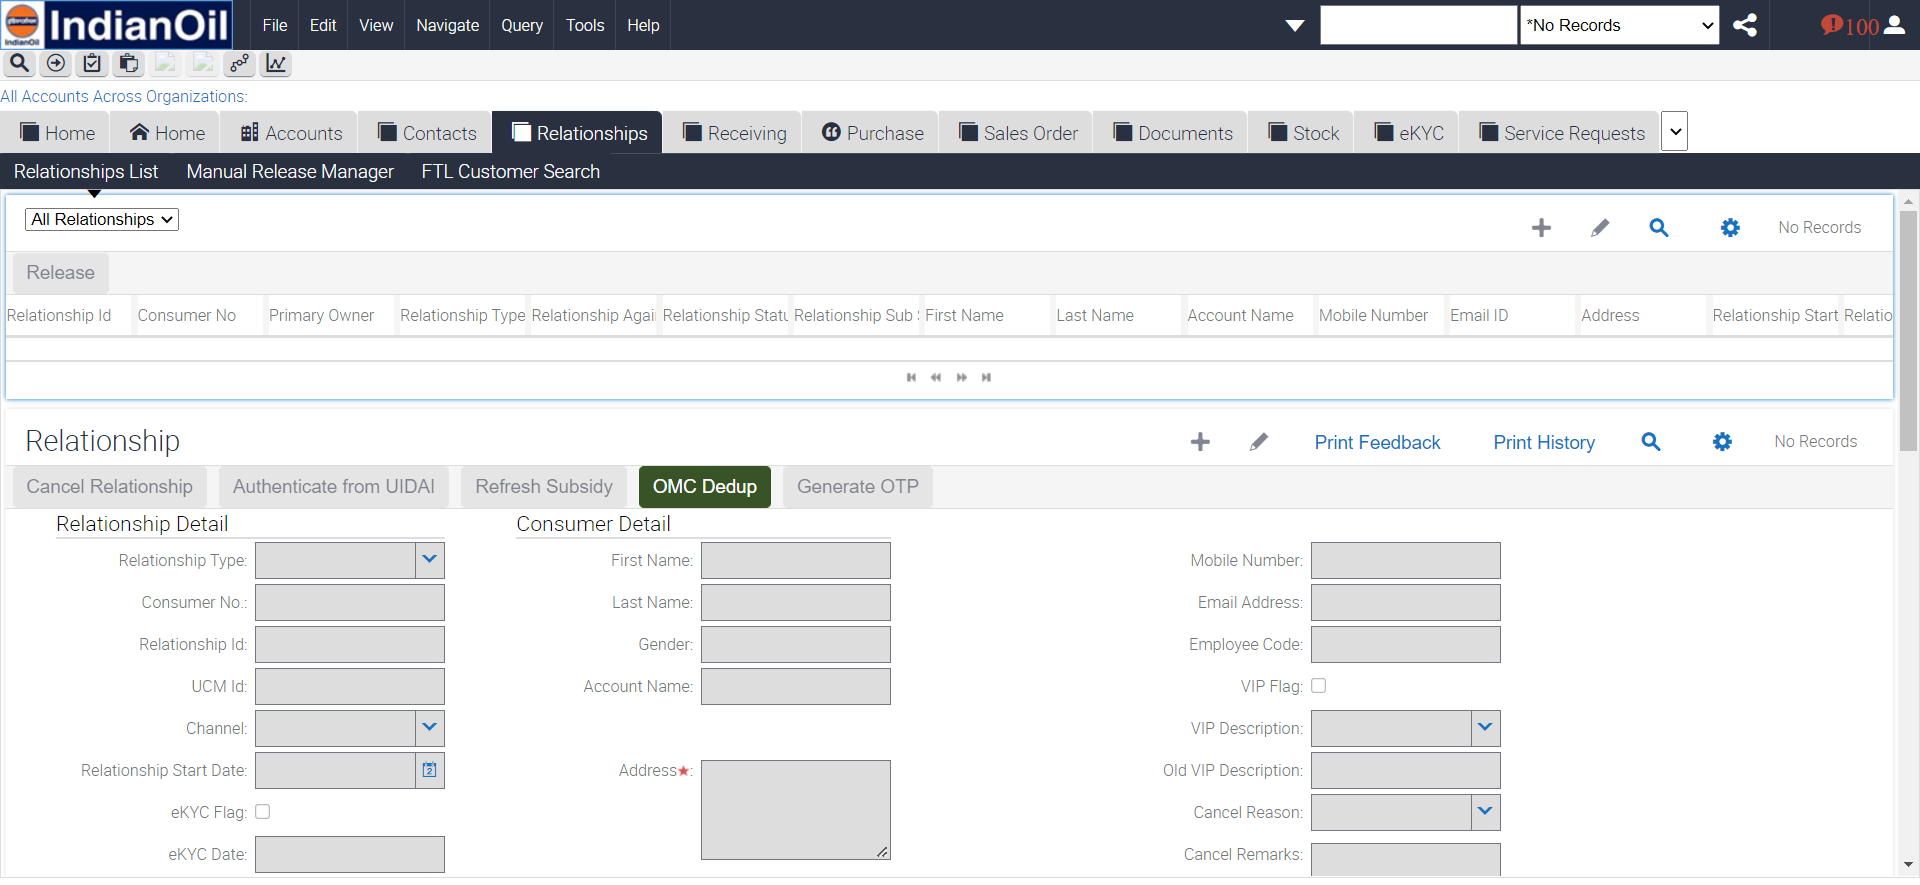 IndianOil File Edit View Navigate Query Tools Help *No Records 100
All Accounts Across Organizations:
Home Home Accounts Contacts Relationships Receiving Purchase Sales Order Documents Stock eKYC Service Requests
Relationships List Manual Release Manager FTL Customer Search
All Relationships No Records
Release
Relationship Id Consumer No Primary Owner Relationship Type Relationship Agai Relationship Statu Relationship Sub First Name Last Name Account Name Mobile Number Email ID Address Relationship Start Relatio
Relationship Print Feedback Print History No Records
Cancel Relationship Authenticate from UIDAI Refresh Subsidy OMC Dedup Generate OTP
Relationship Detail Consumer Detail
Relationship Type: First Name: Mobile Number:
Consumer No.: Last Name: Email Address:
Relationship Id: Gender: Employee Code:
UCM Id: Account Name: VIP Flag:
Channel: VIP Description:
Relationship Start Date: Address★: Old VIP Description:
eKYC Flag: Cancel Reason:
eKYC Date: Cancel Remarks: